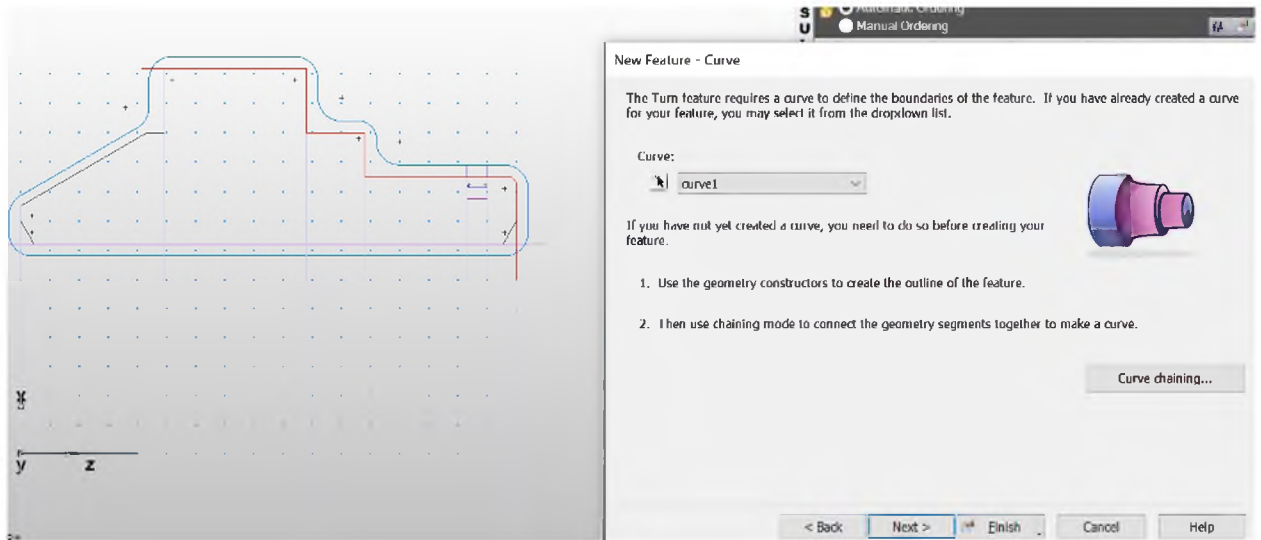 S
U
Automatic Ordering
Manual Ordering
New Feature - Curve
The Turn feature requires a curve to define the boundaries of the feature. If you have already created a curve
for your feature, you may select it from the dropdown list.
Curve:
curve1
If you have not yet created a curve, you need to do so before creating your
feature.
1. Use the geometry constructors to create the outline of the feature.
2. Then use chaining mode to connect the geometry segments together to make a curve.
Curve chaining...
x
y z
< Back Next > Finish Cancel Help